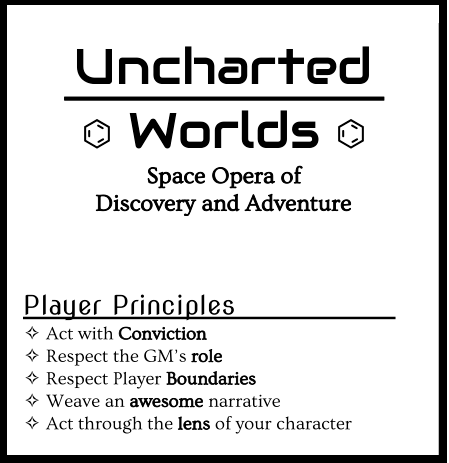 Uncharted
Worlds
Space Opera of
Discovery and Adventure
Player Principles
Act with Conviction
Respect the GM's role
Respect Player Boundaries
Weave an awesome narrative
Act through the lens of your character